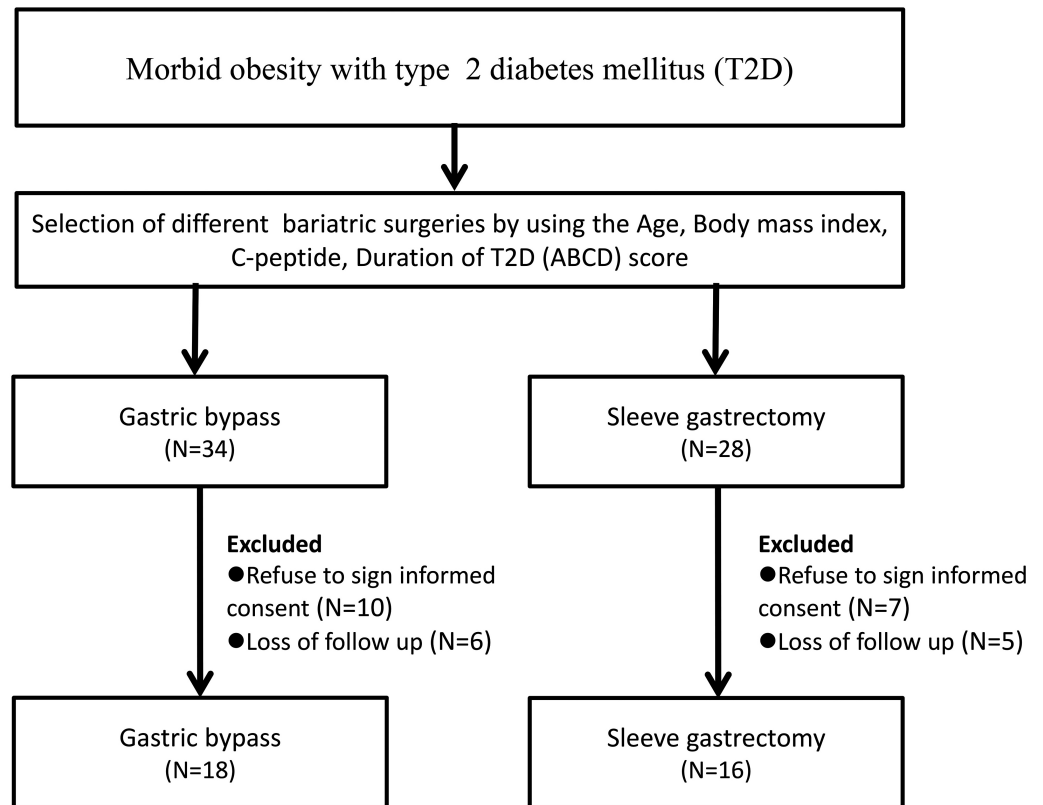 Morbid obesity with type 2 diabetes mellitus (T2D)
Selection of different bariatric surgeries by using the Age, Body mass index,
C-peptide, Duration of T2D (ABCD) score
Gastric bypass
(N=34)
Sleeve gastrectomy
(N=28)
Excluded
●Refuse to sign informed
consent (N=10)
●Loss of follow up (N=6)
Excluded
●Refuse to sign informed
consent (N=7)
●Loss of follow up (N=5)
Gastric bypass
(N=18)
Sleeve gastrectomy
(N=16)